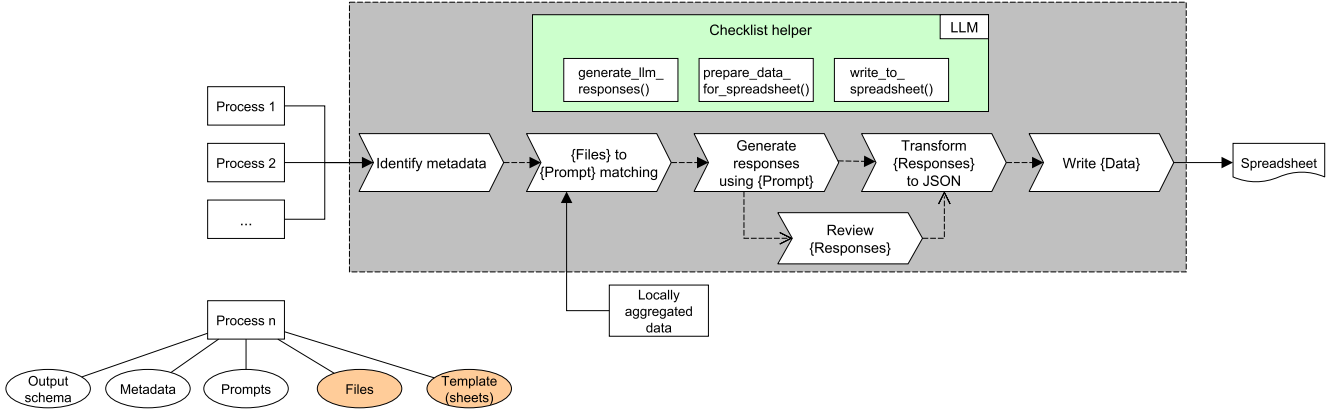 Checklist helper
LLM
generate_llm_
responses()
prepare_data_
for_spreadsheet()
write_to_
spreadsheet()
Process 1
Process 2
...
Identify metadata
{Files} to
{Prompt} matching
Generate
responses
using {Prompt}
Transform
{Responses}
to JSON
Write {Data}
Spreadsheet
Review
{Responses}
Locally
aggregated
data
Process n
Output
schema
Metadata
Prompts
Files
Template
(sheets)